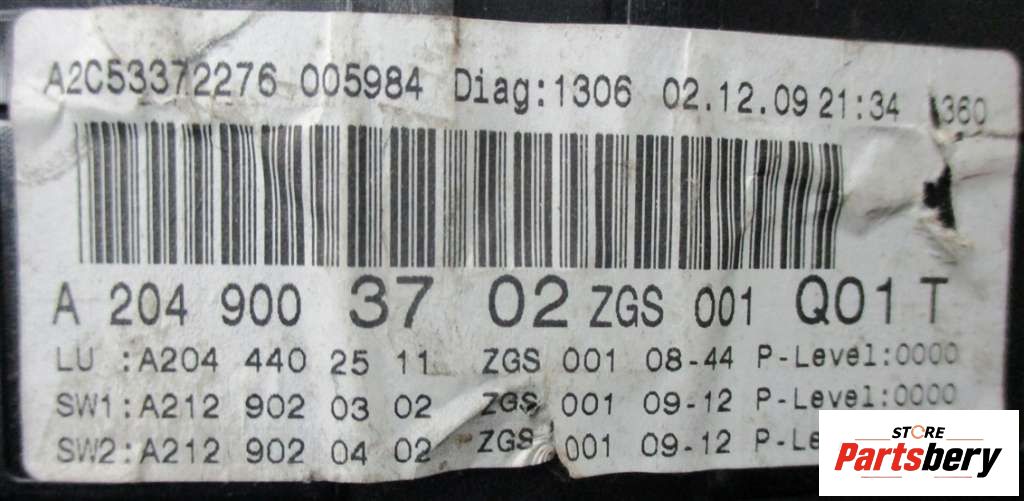 A2C53372276 005984 Diag:1306 02.12.09 21:34 360
A 204 900 37 02 ZGS 001 Q01 T
LU :A204 440 25 11 ZGS 001 08-44 P-Level:0000
SW1:A212 902 03 02 ZGS 001 09-12 P-Level:0000
SW2:A212 902 04 02 ZGS 001 09-12 P-Le
STORE
Partsbery